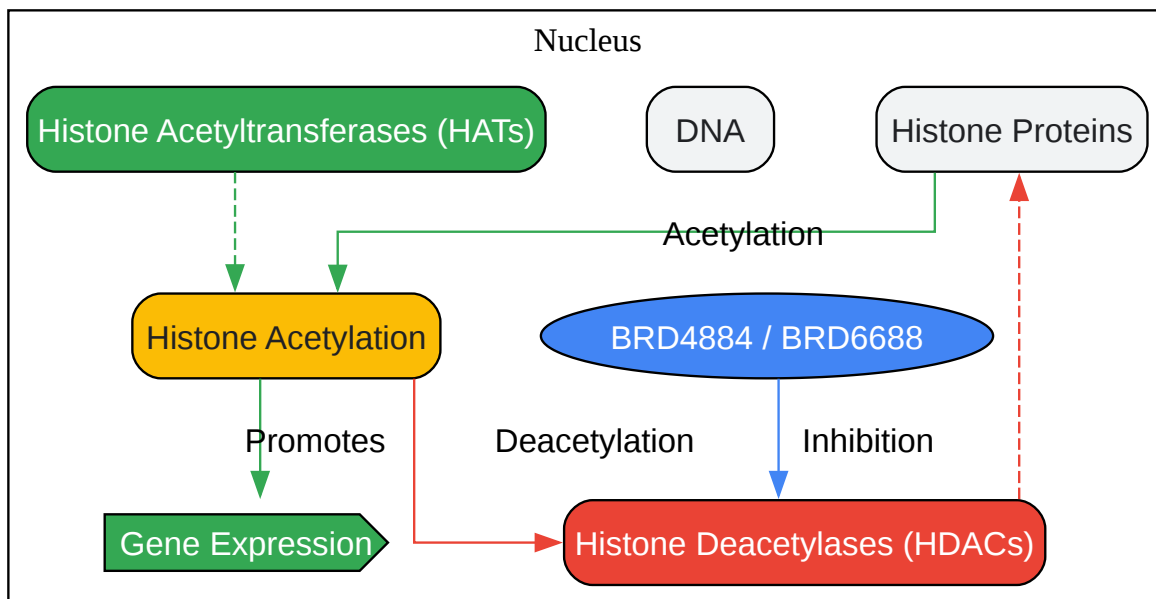 Nucleus
Histone Acetyltransferases (HATs)
DNA
Histone Proteins
Acetylation
Histone Acetylation
BRD4884 / BRD6688
Promotes
Deacetylation
Inhibition
Gene Expression
Histone Deacetylases (HDACs)